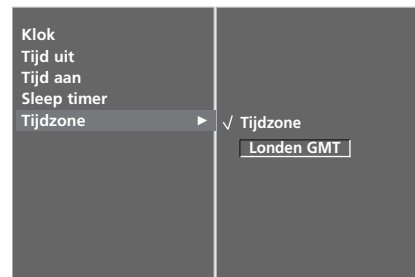 Klok
Tijd uit
Tijd aan
Sleep timer
Tijdzone ►
√ Tijdzone
Londen GMT